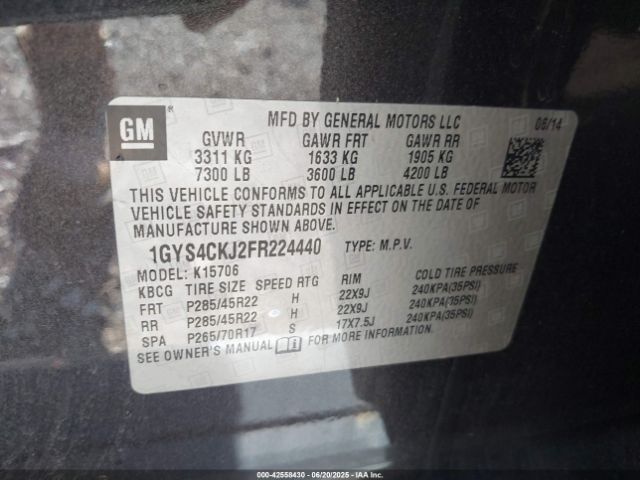 GM ®
MFD BY GENERAL MOTORS LLC 06/14
GVWR GAWR FRT GAWR RR
3311 KG 1633 KG 1905 KG
7300 LB 3600 LB 4200 LB
THIS VEHICLE CONFORMS TO ALL APPLICABLE U.S. FEDERAL MOTOR
VEHICLE SAFETY STANDARDS IN EFFECT ON THE DATE OF
MANUFACTURE SHOWN ABOVE.
1GYS4CKJ2FR224440 TYPE: M.P.V.
MODEL: K15706
KBCG TIRE SIZE SPEED RTG RIM COLD TIRE PRESSURE
FRT P285/45R22 H 22X9J 240KPA(35PSI)
RR P285/45R22 H 22X9J 240KPA(35PSI)
SPA P265/70R17 S 17X7.5J 240KPA(35PSI)
SEE OWNER'S MANUAL FOR MORE INFORMATION.
000-42558430 - 06/20/2025 - IAA, Inc.